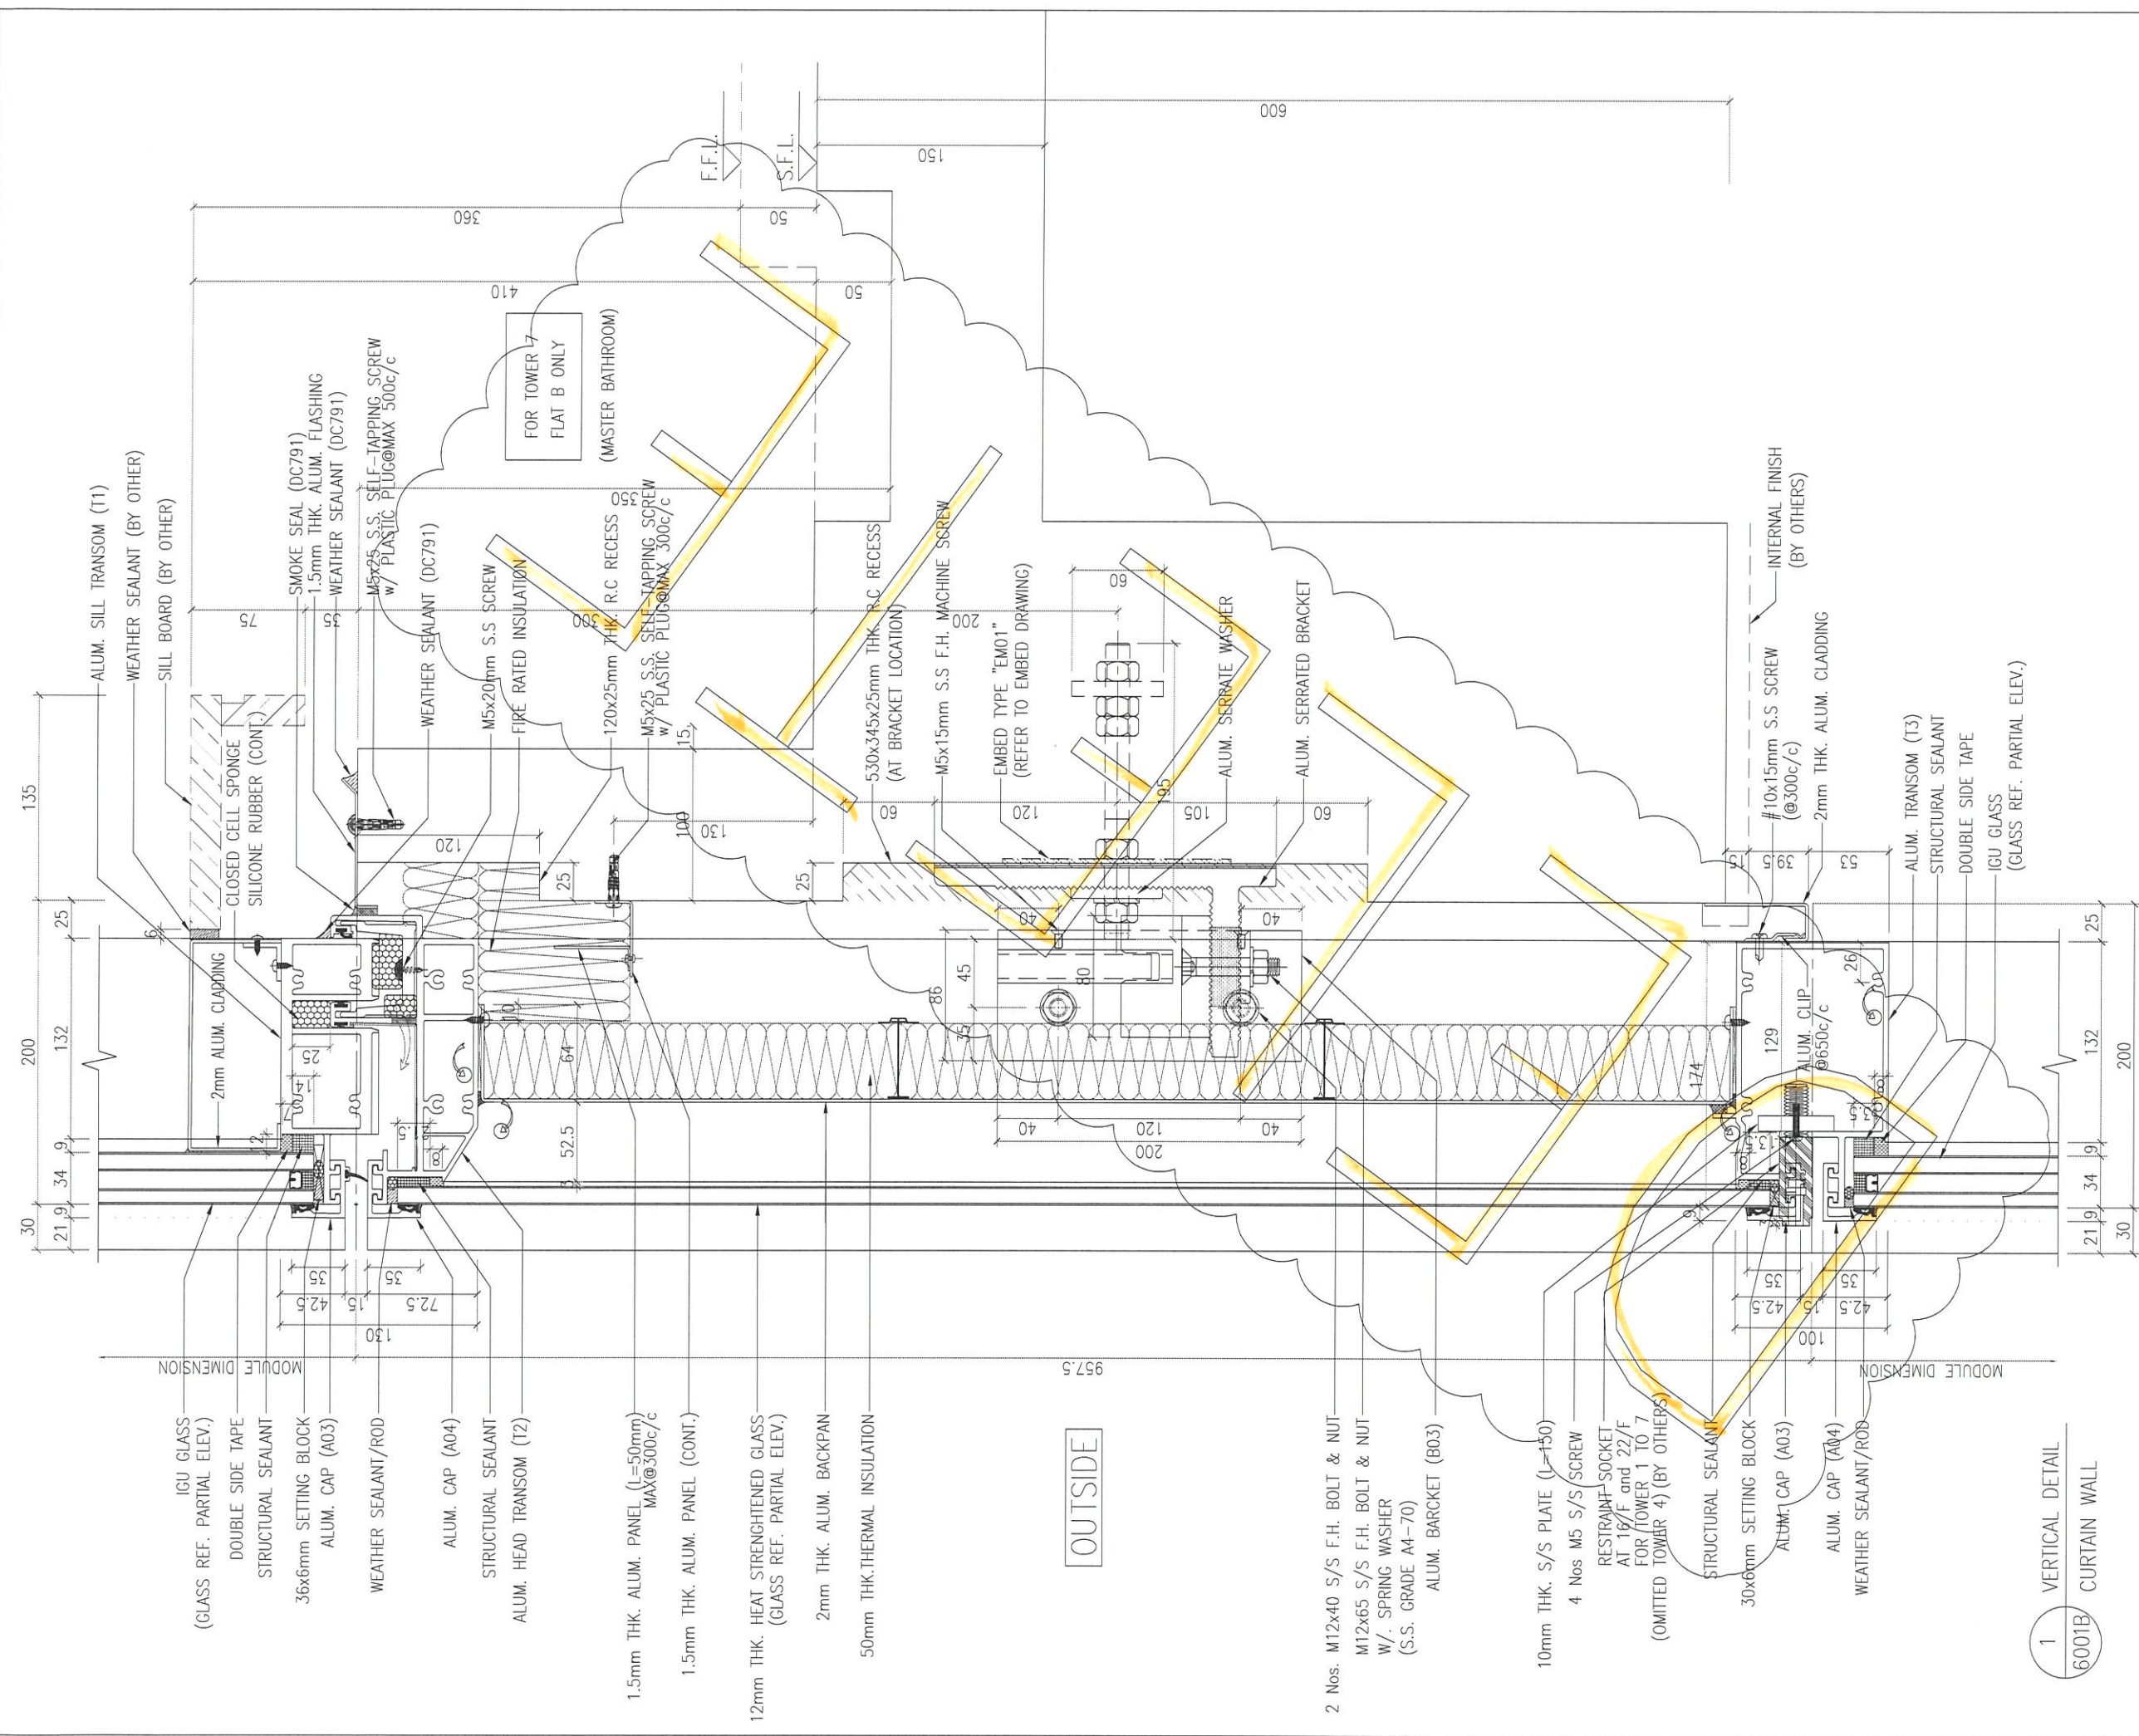 IGU GLASS
(GLASS REF. PARTIAL ELEV.)
DOUBLE SIDE TAPE
STRUCTURAL SEALANT
36x6mm SETTING BLOCK
ALUM. CAP (A03)
WEATHER SEALANT/ROD
ALUM. CAP (A04)
STRUCTURAL SEALANT
ALUM. HEAD TRANSOM (T2)
1.5mm THK. ALUM. PANEL (L=50mm)
MAX@300c/c
1.5mm THK. ALUM. PANEL (CONT.)
12mm THK. HEAT STRENGHTENED GLASS
(GLASS REF. PARTIAL ELEV.)
2mm THK. ALUM. BACKPAN
50mm THK.THERMAL INSULATION
OUTSIDE
2 Nos. M12x40 S/S F.H. BOLT & NUT
M12x65 S/S F.H. BOLT & NUT
W/. SPRING WASHER
(S.S. GRADE A4-70)
ALUM. BARCKET (B03)
10mm THK. S/S PLATE (L=150)
4 Nos M5 S/S SCREW
RESTRAINT SOCKET
AT 16/F and 22/F
FOR TOWER 1 TO 7
(OMITTED TOWER 4)(BY OTHERS)
STRUCTURAL SEALANT
30x6mm SETTING BLOCK
ALUM. CAP (A03)
ALUM. CAP (A04)
WEATHER SEALANT/ROD
1
6001B
VERTICAL DETAIL
CURTAIN WALL
MODULE DIMENSION
957.5
MODULE DIMENSION
130
42.5
15
72.5
35
35
100
42.5
15
42.5
35
35
30
200
135
21
9
34
9
132
25
30
200
21
9
34
9
132
25
2mm ALUM. CLADDING
CLOSED CELL SPONGE
SILICONE RUBBER (CONT.)
ALUM. SILL TRANSOM (T1)
WEATHER SEALANT (BY OTHER)
SILL BOARD (BY OTHER)
SMOKE SEAL (DC791)
1.5mm THK. ALUM. FLASHING
WEATHER SEALANT (DC791)
M5x25 S.S. SELF-TAPPING SCREW
w/ PLASTIC PLUG@MAX 500c/c
WEATHER SEALANT (DC791)
M5x20mm S.S SCREW
FIRE RATED INSULATION
120x25mm THK. R.C RECESS
M5x25 S.S. SELF-TAPPING SCREW
w/ PLASTIC PLUG@MAX 300c/c
530x345x25mm THK. R.C RECESS
(AT BRACKET LOCATION)
M5x15mm S.S F.H. MACHINE SCREW
EMBED TYPE "EM01"
(REFER TO EMBED DRAWING)
ALUM. SERRATE WASHER
ALUM. SERRATED BRACKET
FOR TOWER 7
FLAT B ONLY
(MASTER BATHROOM)
F.F.L.
S.F.L.
360
50
410
50
150
600
75
35
300
200
350
120
25
100
15
130
25
60
120
105
60
195
60
6
25
14
7
12
8
64
52.5
3
10
86
45
35
80
40
40
40
120
40
200
174
129
26
13.5
13.5
8
8
15
39.5
53
ALUM. CLIP
@650c/c
INTERNAL FINISH
(BY OTHERS)
#10x15mm S.S SCREW
(@300c/c)
2mm THK. ALUM. CLADDING
ALUM. TRANSOM (T3)
STRUCTURAL SEALANT
DOUBLE SIDE TAPE
IGU GLASS
(GLASS REF. PARTIAL ELEV.)
DELETE